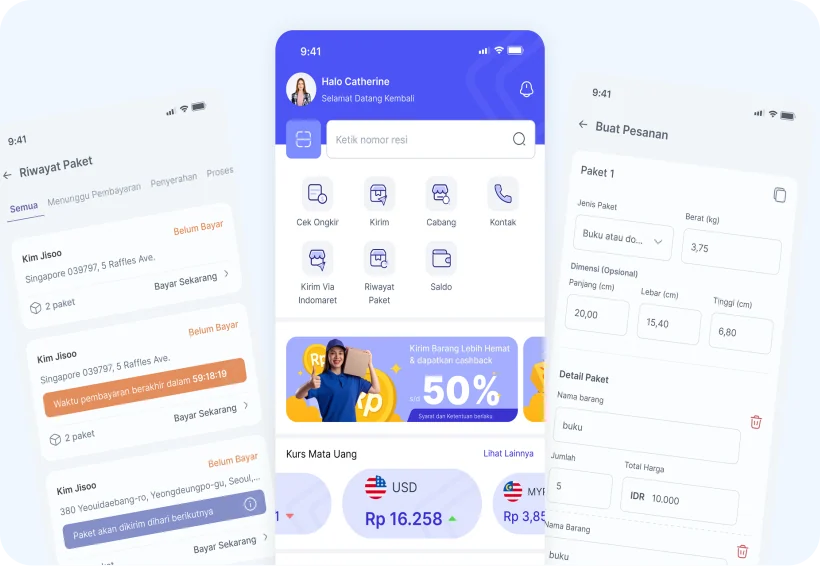 9:41
Riwayat Paket
Semua
Menunggu Pembayaran
Penyerahan
Proses
Belum Bayar
Kim Jisoo
Singapore 039797, 5 Raffles Ave.
Bayar Sekarang
2 paket
Belum Bayar
Kim Jisoo
Singapore 039797, 5 Raffles Ave.
Waktu pembayaran berakhir dalam 59:18:19
Bayar Sekarang
2 paket
Belum Bayar
Kim Jisoo
380 Yeouidaebang-ro, Yeongdeungpo-gu, Seoul,...
Paket akan dikirim dihari berikutnya
Bayar Sekarang
9:41
Halo Catherine
Selamat Datang Kembali
Ketik nomor resi
Cek Ongkir
Kirim
Cabang
Kontak
Kirim Via
Indomaret
Riwayat
Paket
Saldo
Rp
Rp
Kirim Barang Lebih Hemat
& dapatkan cashback
s/d 50%
Syarat dan Ketentuan berlaku
Kurs Mata Uang
Lihat Lainnya
1
USD
Rp 16.258
MYR
Rp 3,85
9:41
Buat Pesanan
Paket 1
Jenis Paket
Berat (kg)
Buku atau do...
3,75
Dimensi (Opsional)
Panjang (cm)
Lebar (cm)
Tinggi (cm)
20,00
15,40
6,80
Detail Paket
Nama barang
buku
Jumlah
Total Harga
5
IDR 10.000
Nama Barang
buku